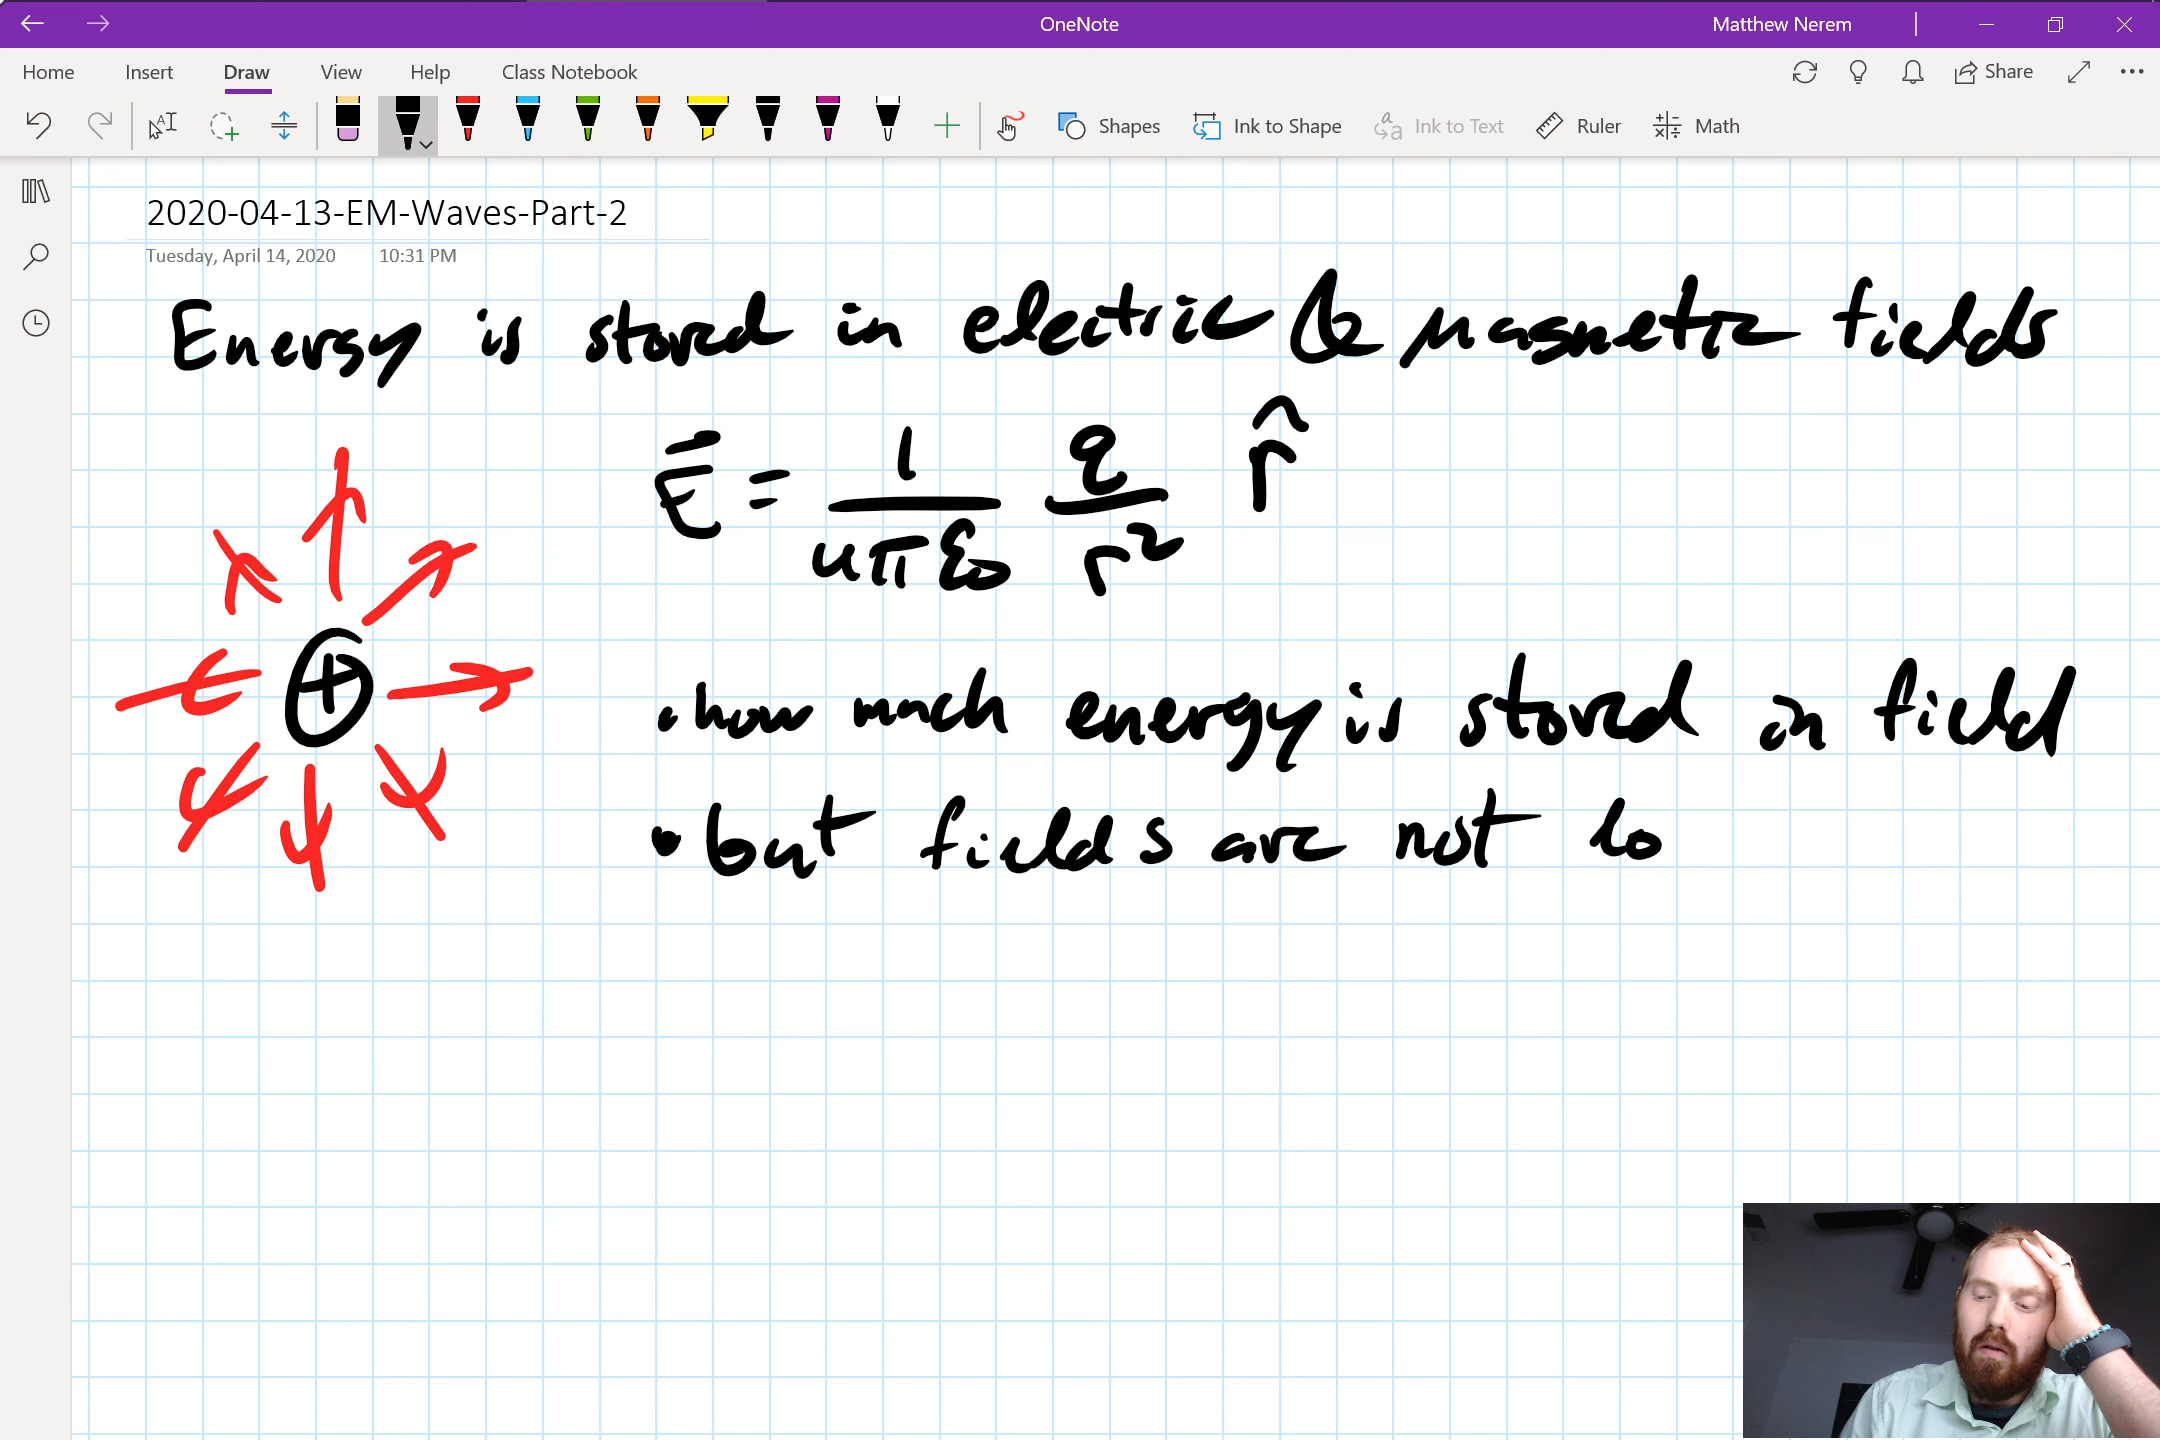 OneNote
Matthew Nerem
Home Insert Draw View Help Class Notebook Share
Shapes Ink to Shape Ink to Text Ruler Math
2020-04-13-EM-Waves-Part-2
Tuesday, April 14, 2020 10:31 PM
Energy is stored in electric & magnetic fields
E⃗ = 1/(4πε₀) q/r² r̂
+
• how much energy is stored in field
• but fields are not lo